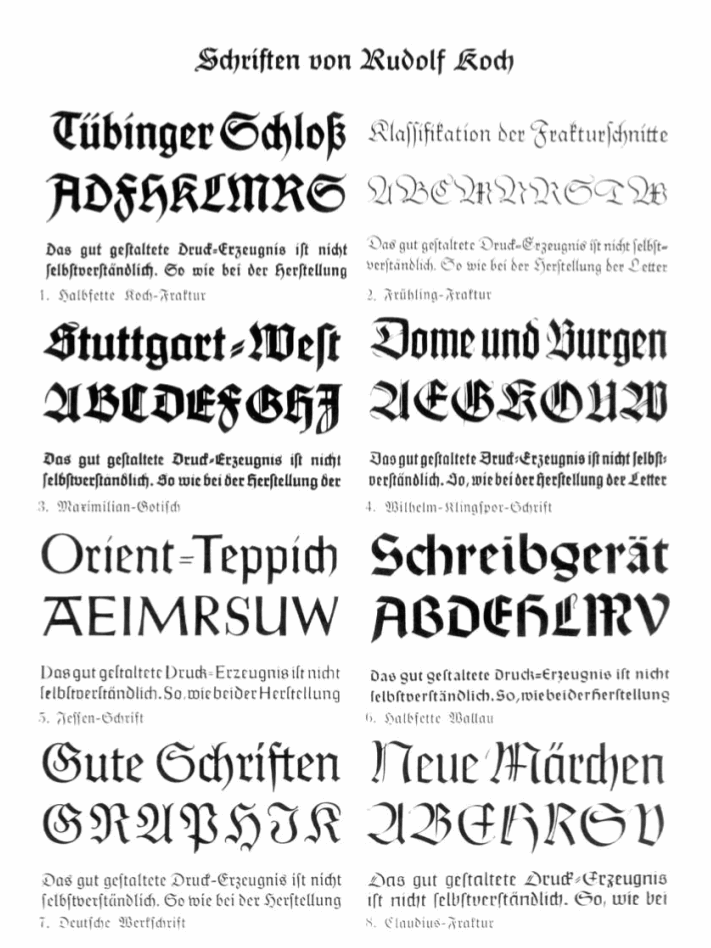 Schriften von Rudolf Koch
Tübinger Schloß
ADFHKLMRS
Das gut geſtaltete Druck=Erzeugnis iſt nicht
ſelbſtverſtändlich. So wie bei der Herſtellung
1. Halbfette Koch-Fraktur
Klaſſifikation der Frakturſchnitte
ABCMNRSTW
Das gut geſtaltete Druck=Erzeugnis iſt nicht ſelbſt=
verſtändlich. So wie bei der Herſtellung der Letter
2. Frühling-Fraktur
Stuttgart=Weſt
ABCDEFGHJ
Das gut geſtaltete Druck=Erzeugnis iſt nicht
ſelbſtverſtändlich. So wie bei der Herſtellung der
3. Maximilian-Gotiſch
Dome und Burgen
AEGKOUW
Das gut geſtaltete Druck=Erzeugnis iſt nicht ſelbſt=
verſtändlich. So, wie bei der Herſtellung der Letter
4. Wilhelm-Klingſpor-Schrift
Orient=Teppich
AEIMRSUW
Das gut geſtaltete Druck=Erzeugnis iſt nicht
ſelbſtverſtändlich. So, wie bei der Herſtellung
5. Jeſſen-Schrift
Schreibgerät
ABDEHLMV
Das gut geſtaltete Druck=Erzeugnis iſt nicht
ſelbſtverſtändlich. So, wie bei der Herſtellung
6. Halbfette Wallau
Gute Schriften
GRAPHIK
Das gut geſtaltete Druck-Erzeugnis iſt nicht
ſelbſtverſtändlich. So wie bei der Herſtellung
7. Deutſche Werkſchrift
Neue Märchen
ABEHRSV
Das gut geſtaltete Druck=Erzeugnis
iſt nicht ſelbſtverſtändlich. So, wie bei
8. Claudius-Fraktur